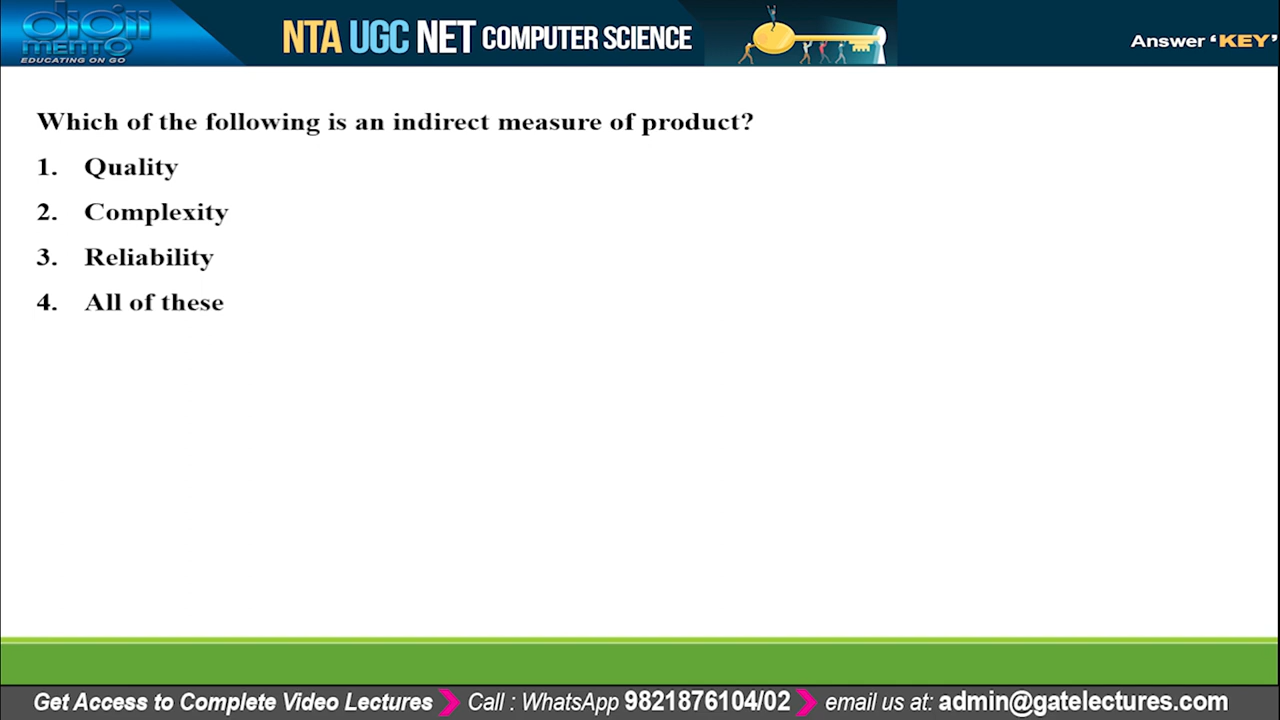 digii
MENTO
EDUCATING ON GO
NTA UGC NET COMPUTER SCIENCE
Answer ‘KEY’
Which of the following is an indirect measure of product?
1. Quality
2. Complexity
3. Reliability
4. All of these
Get Access to Complete Video Lectures Call : WhatsApp 9821876104/02 email us at: admin@gatelectures.com